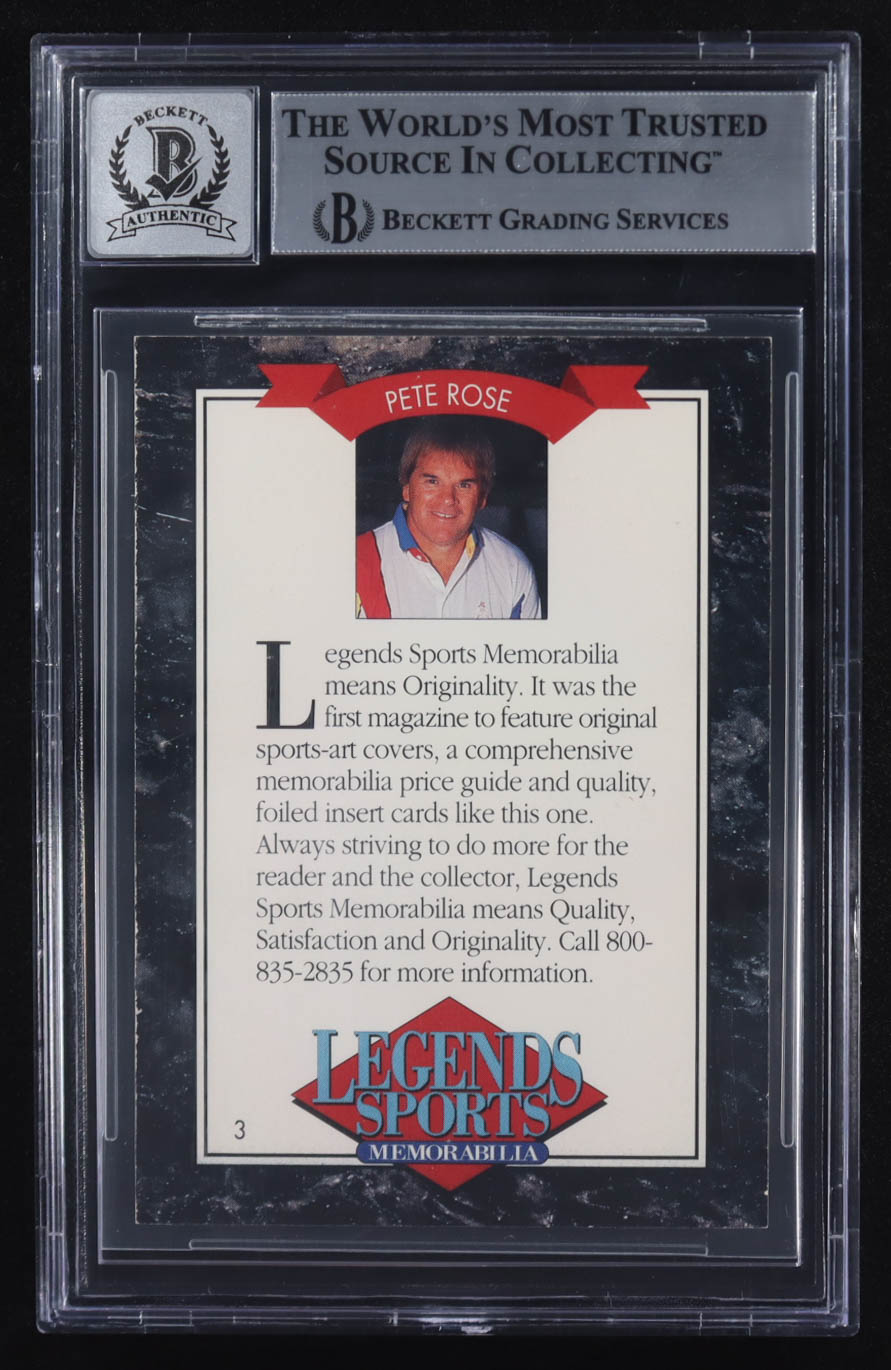 BECKETT
B
AUTHENTIC
THE WORLD'S MOST TRUSTED
SOURCE IN COLLECTING™
B BECKETT GRADING SERVICES
PETE ROSE
Legends Sports Memorabilia
means Originality. It was the
first magazine to feature original
sports-art covers, a comprehensive
memorabilia price guide and quality,
foiled insert cards like this one.
Always striving to do more for the
reader and the collector, Legends
Sports Memorabilia means Quality,
Satisfaction and Originality. Call 800-
835-2835 for more information.
LEGENDS
SPORTS
MEMORABILIA
3